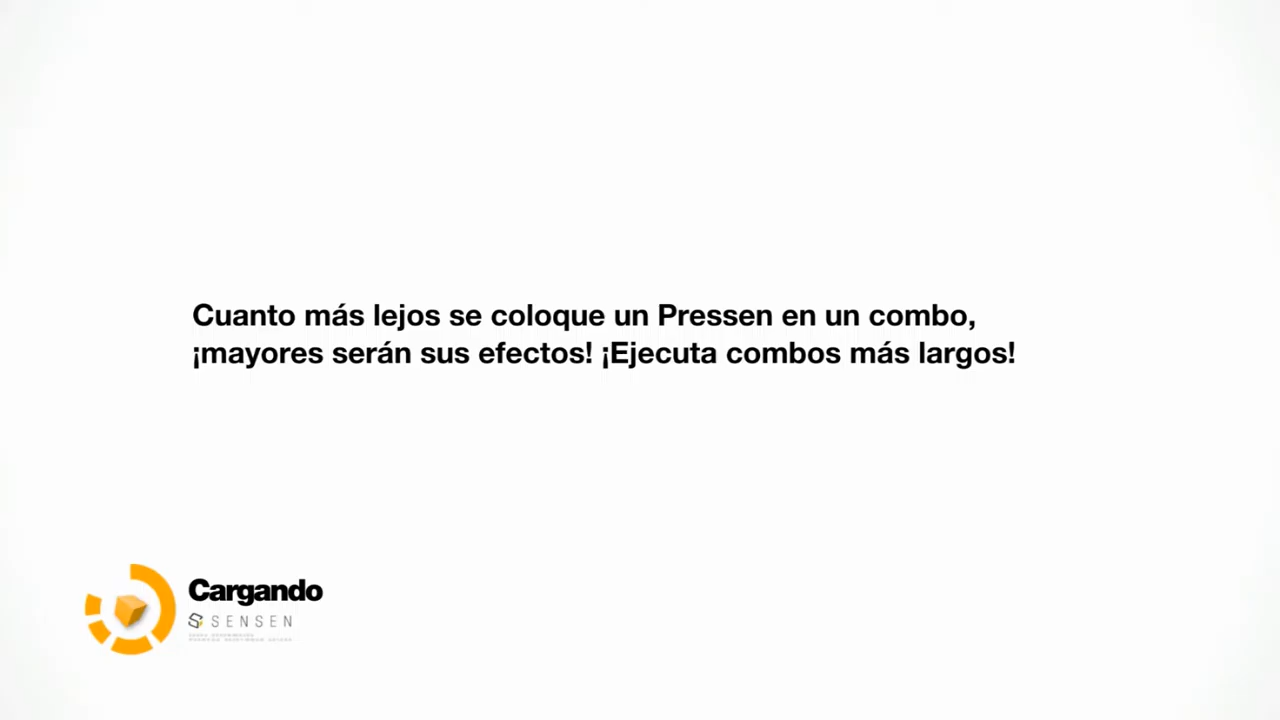 Cuanto más lejos se coloque un Pressen en un combo,
¡mayores serán sus efectos! ¡Ejecuta combos más largos!
Cargando
SENSEN